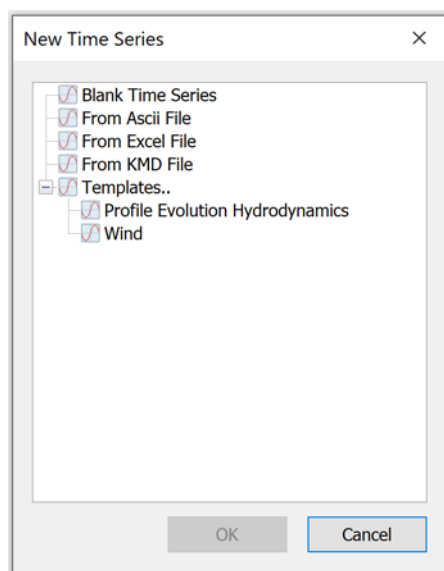 New Time Series
Blank Time Series
From Ascii File
From Excel File
From KMD File
Templates..
Profile Evolution Hydrodynamics
Wind
OK
Cancel